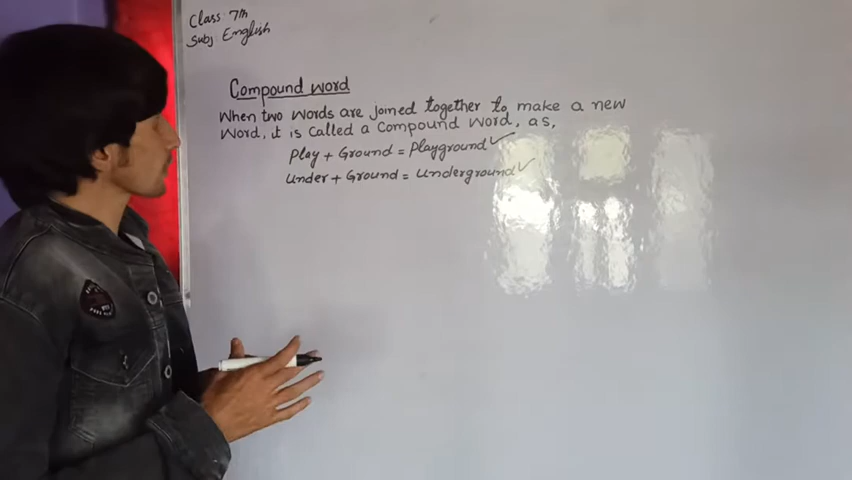 Class: 7th
Subj: English
Compound word
When two words are joined together to make a new
word, it is called a compound word, as,
Play + Ground = Playground ✓
Under + Ground = Underground ✓